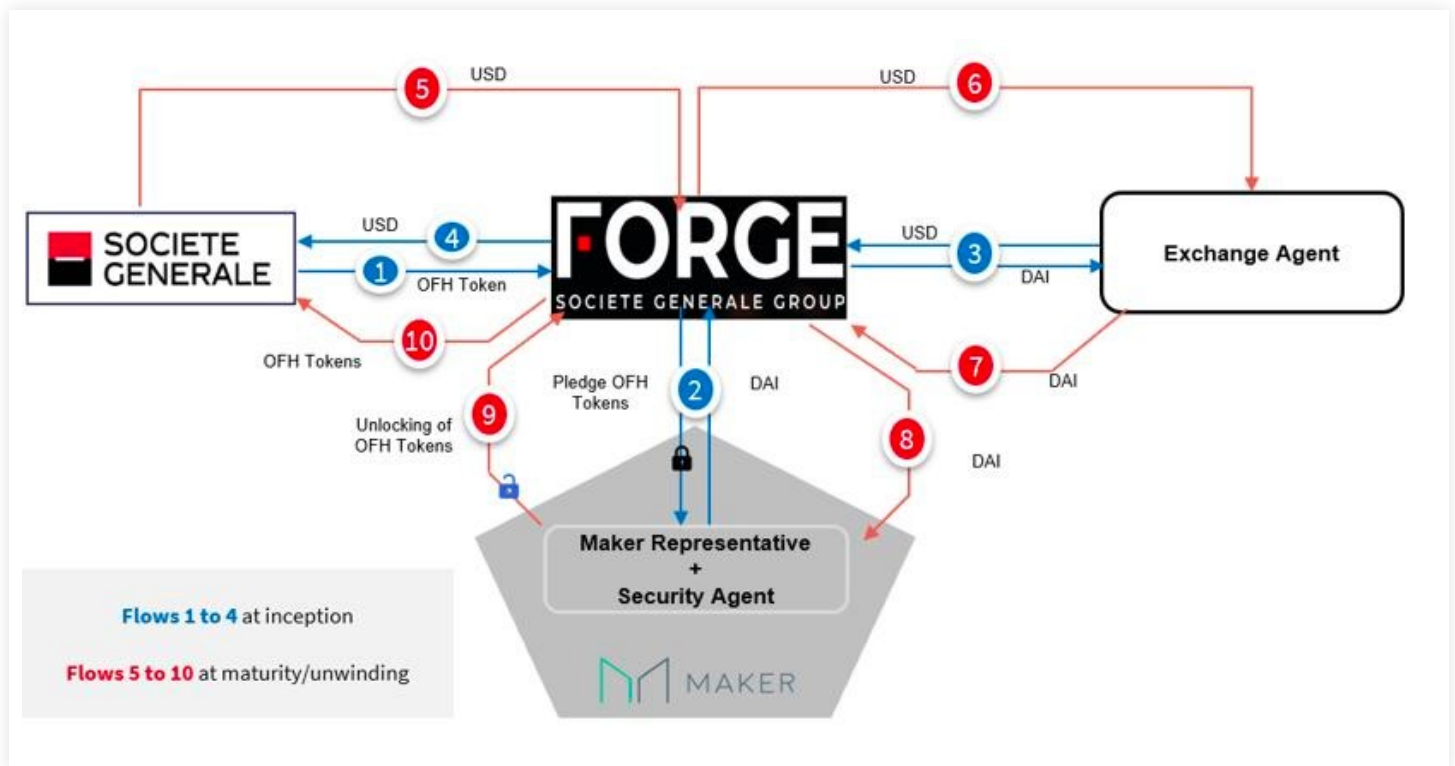 5
USD
USD
6
SOCIETE
GENERALE
USD
4
1
OFH Token
FORGE
SOCIETE GENERALE GROUP
USD
3
DAI
Exchange Agent
10
OFH Tokens
7
DAI
9
Unlocking of
OFH Tokens
Pledge OFH
Tokens
2
DAI
8
DAI
Maker Representative
+
Security Agent
MAKER
Flows 1 to 4 at inception
Flows 5 to 10 at maturity/unwinding